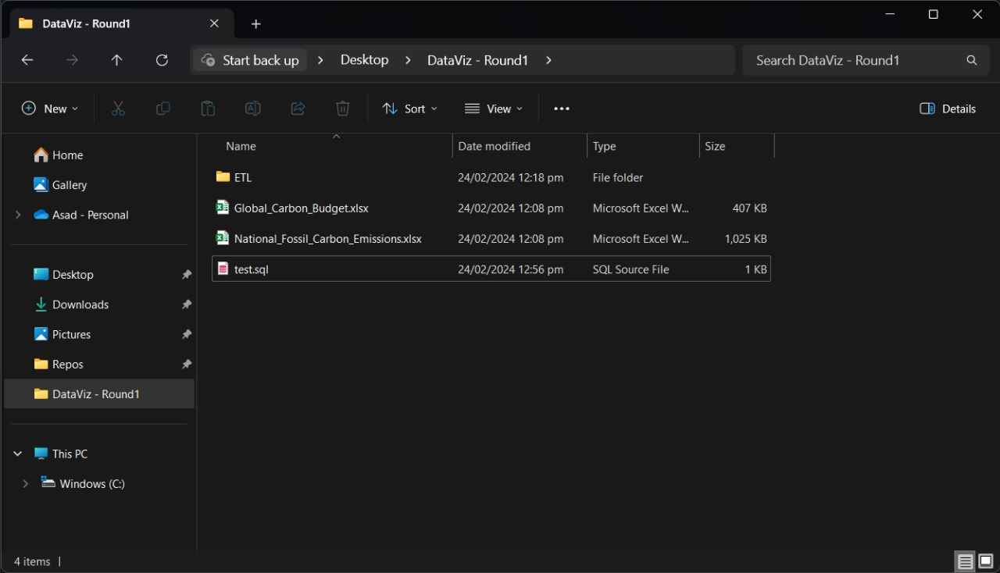 DataViz - Round1
Start back up > Desktop > DataViz - Round1 >
Search DataViz - Round1
New
Sort
View
Details
Name Date modified Type Size
ETL 24/02/2024 12:18 pm File folder
Global_Carbon_Budget.xlsx 24/02/2024 12:08 pm Microsoft Excel W... 407 KB
National_Fossil_Carbon_Emissions.xlsx 24/02/2024 12:08 pm Microsoft Excel W... 1,025 KB
test.sql 24/02/2024 12:56 pm SQL Source File 1 KB
Home
Gallery
Asad - Personal
Desktop
Downloads
Pictures
Repos
DataViz - Round1
This PC
Windows (C:)
4 items